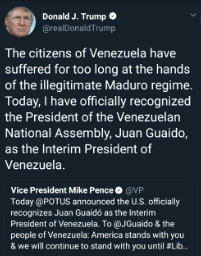 Donald J. Trump
@realDonaldTrump
The citizens of Venezuela have
suffered for too long at the hands
of the illegitimate Maduro regime.
Today, I have officially recognized
the President of the Venezuelan
National Assembly, Juan Guaido,
as the Interim President of
Venezuela.
Vice President Mike Pence @VP
Today @POTUS announced the U.S. officially
recognizes Juan Guaidó as the Interim
President of Venezuela. To @JGuaido & the
people of Venezuela: America stands with you
& we will continue to stand with you until #Lib...